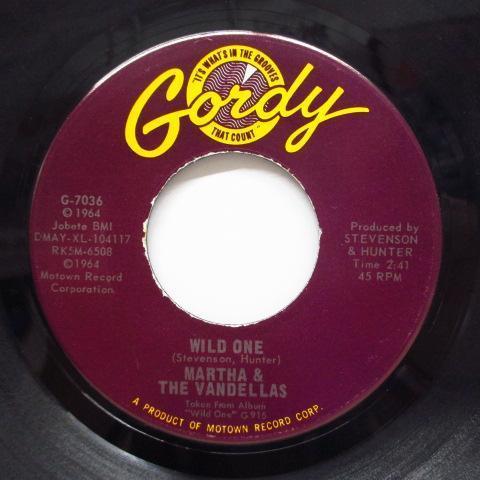 "IT'S WHAT'S IN THE GROOVES
Gordy
THAT COUNT"
G-7036
© 1964
Jobete BMI
DMAY-XL-104117
RK5M-6508
© 1964
Motown Record
Corporation.
Produced by
STEVENSON
& HUNTER
Time 2:41
45 RPM
WILD ONE
(Stevenson, Hunter)
MARTHA &
THE VANDELLAS
Taken From Album
"Wild One" G 915
A PRODUCT OF MOTOWN RECORD CORP.